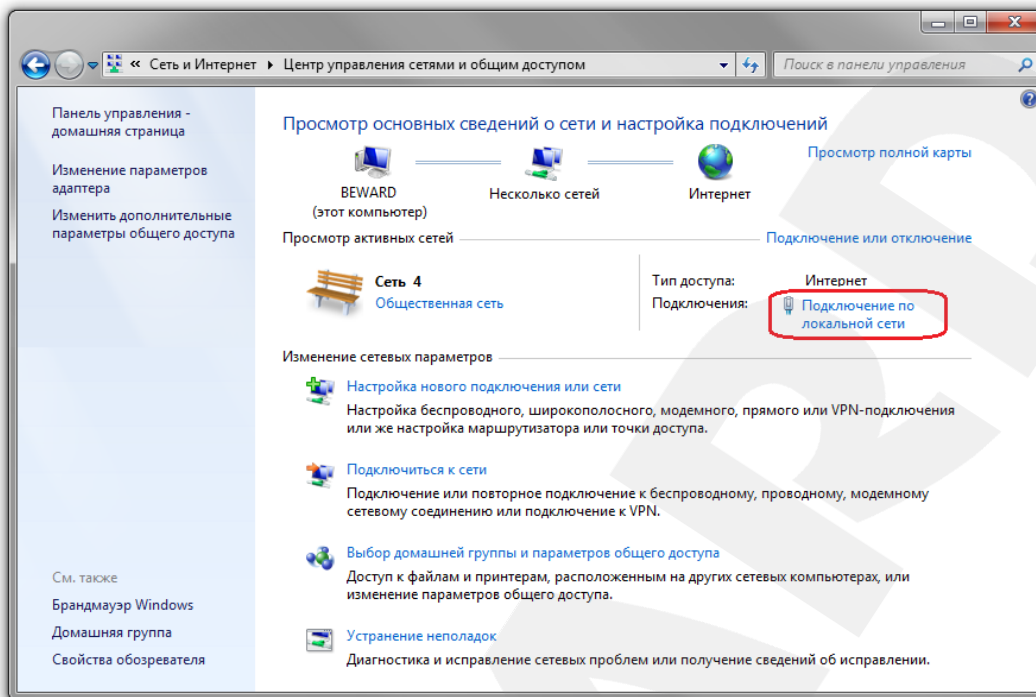 « Сеть и Интернет ▸ Центр управления сетями и общим доступом
Поиск в панели управления
Панель управления -
домашняя страница
Изменение параметров
адаптера
Изменить дополнительные
параметры общего доступа
См. также
Брандмауэр Windows
Домашняя группа
Свойства обозревателя
Просмотр основных сведений о сети и настройка подключений
Просмотр полной карты
BEWARD
(этот компьютер)
Несколько сетей
Интернет
Просмотр активных сетей
Подключение или отключение
Сеть 4
Общественная сеть
Тип доступа: Интернет
Подключения: Подключение по
локальной сети
Изменение сетевых параметров
Настройка нового подключения или сети
Настройка беспроводного, широкополосного, модемного, прямого или VPN-подключения
или же настройка маршрутизатора или точки доступа.
Подключиться к сети
Подключение или повторное подключение к беспроводному, проводному, модемному
сетевому соединению или подключение к VPN.
Выбор домашней группы и параметров общего доступа
Доступ к файлам и принтерам, расположенным на других сетевых компьютерах, или
изменение параметров общего доступа.
Устранение неполадок
Диагностика и исправление сетевых проблем или получение сведений об исправлении.